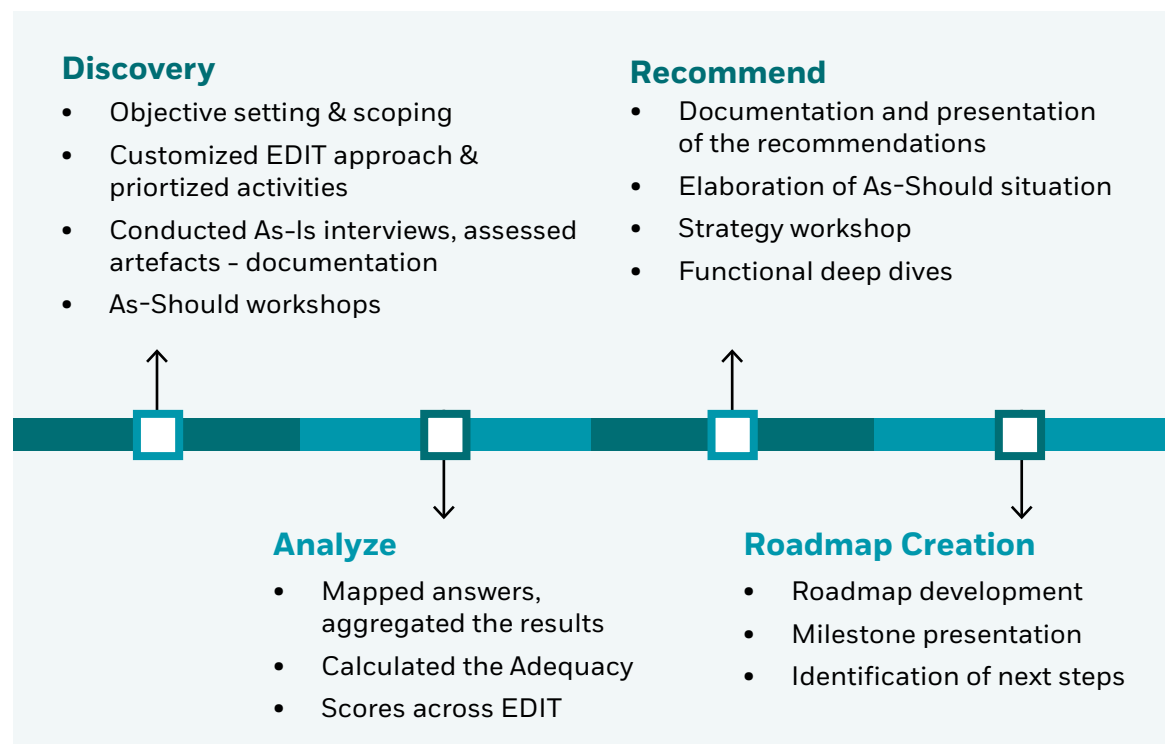 Discovery
• Objective setting & scoping
• Customized EDIT approach &
priortized activities
• Conducted As-Is interviews, assessed
artefacts - documentation
• As-Should workshops
Recommend
• Documentation and presentation
of the recommendations
• Elaboration of As-Should situation
• Strategy workshop
• Functional deep dives
Analyze
• Mapped answers,
aggregated the results
• Calculated the Adequacy
• Scores across EDIT
Roadmap Creation
• Roadmap development
• Milestone presentation
• Identification of next steps